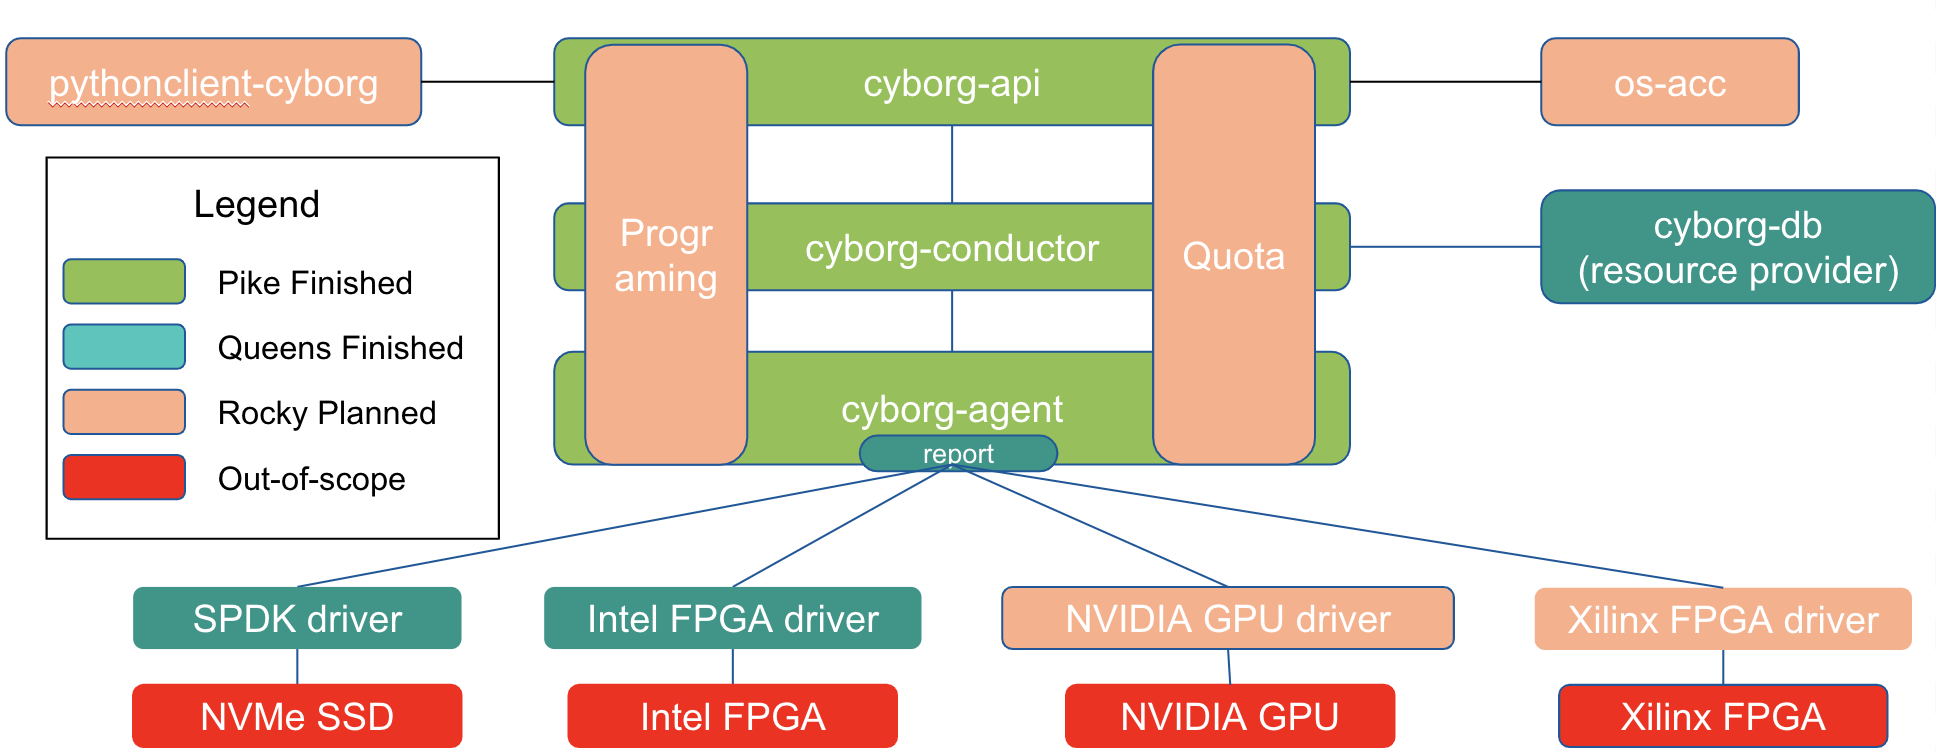 pythonclient-cyborg
cyborg-api
os-acc
Legend
Pike Finished
Queens Finished
Rocky Planned
Out-of-scope
Progr
aming
cyborg-conductor
Quota
cyborg-db
(resource provider)
cyborg-agent
report
SPDK driver
Intel FPGA driver
NVIDIA GPU driver
Xilinx FPGA driver
NVMe SSD
Intel FPGA
NVIDIA GPU
Xilinx FPGA